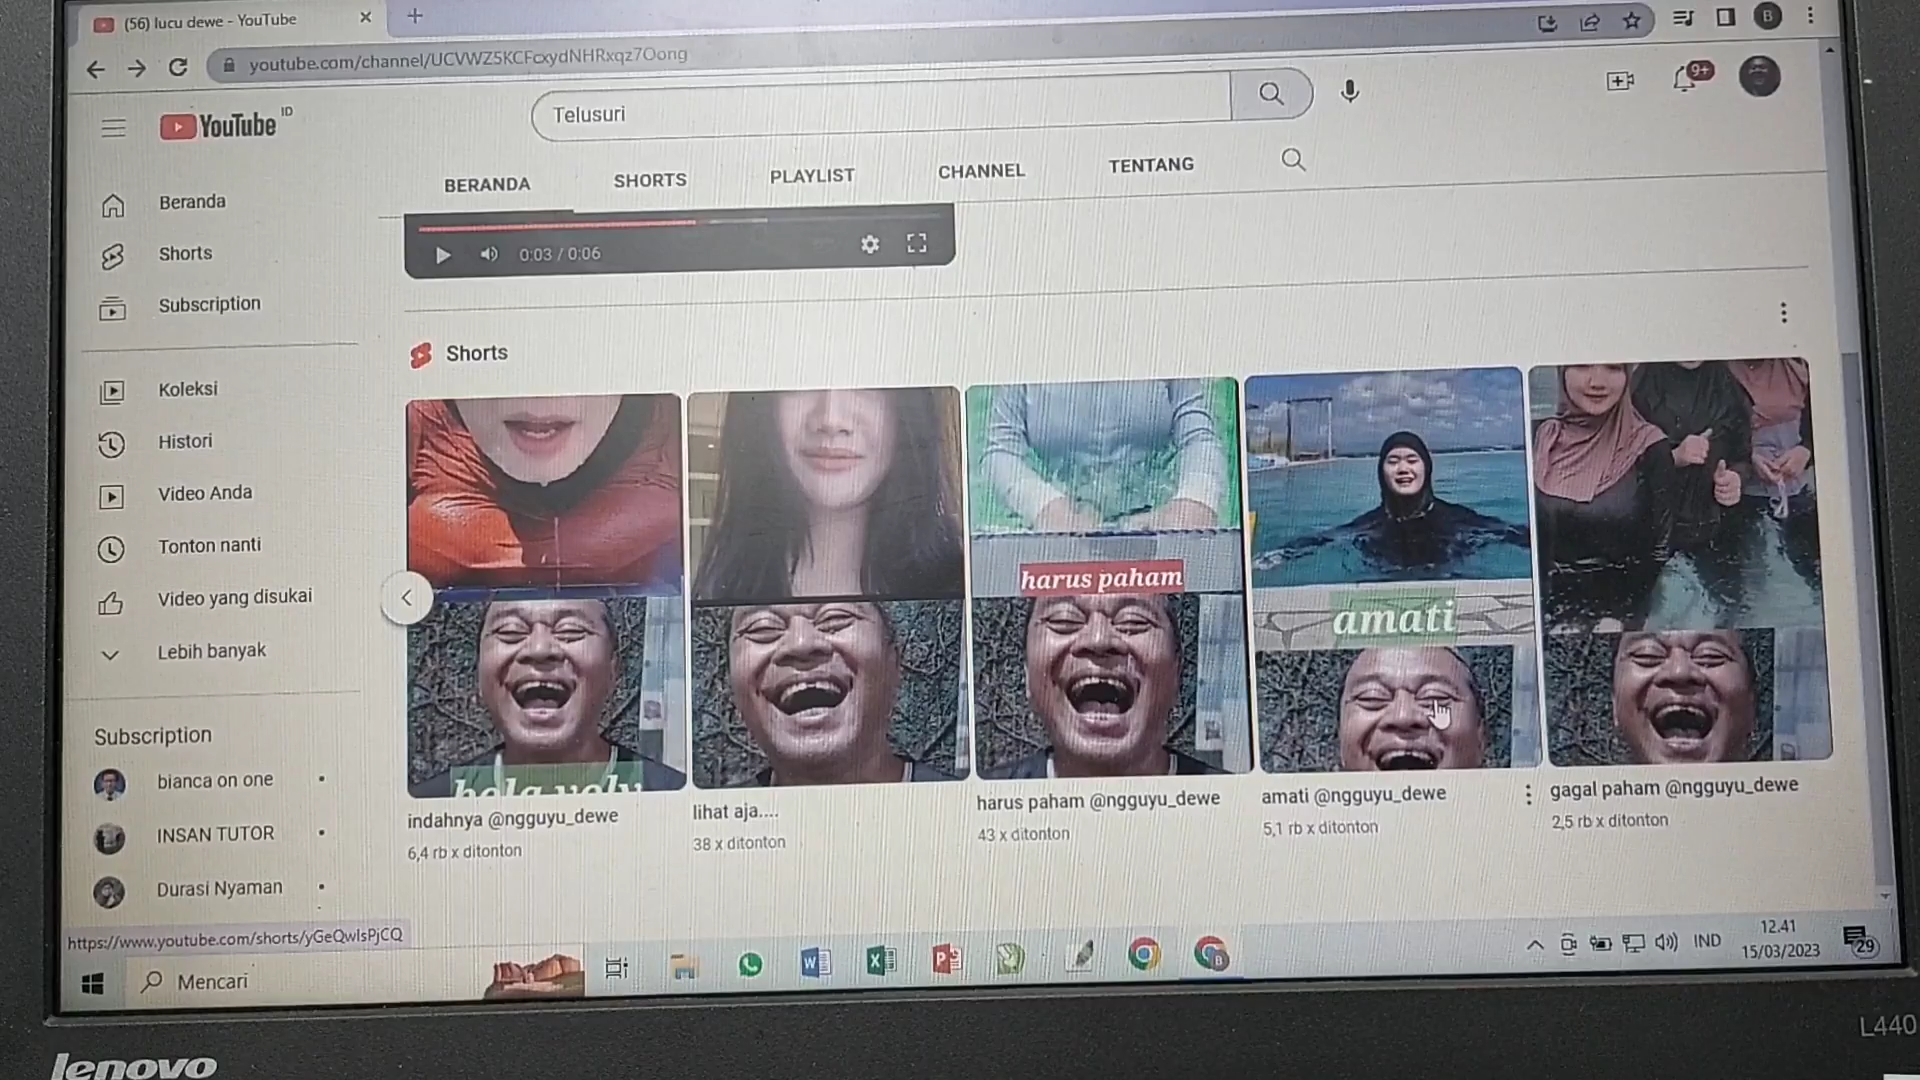 (56) lucu dewe - YouTube
B
youtube.com/channel/UCVWZ5KCFcxydNHRxqz7Oong
YouTube ID
Telusuri
9+
BERANDA SHORTS PLAYLIST CHANNEL TENTANG
Beranda
Shorts
Subscription
Koleksi
Histori
Video Anda
Tonton nanti
Video yang disukai
Lebih banyak
Subscription
bianca on one
INSAN TUTOR
Durasi Nyaman
0:03 / 0:06
Shorts
harus paham
amati
indahnya @ngguyu_dewe
6,4 rb x ditonton
lihat aja....
38 x ditonton
harus paham @ngguyu_dewe
43 x ditonton
amati @ngguyu_dewe
5,1 rb x ditonton
gagal paham @ngguyu_dewe
2,5 rb x ditonton
https://www.youtube.com/shorts/yGeQwlsPjCQ
Mencari
IND
12.41
15/03/2023
29
L440
lenovo